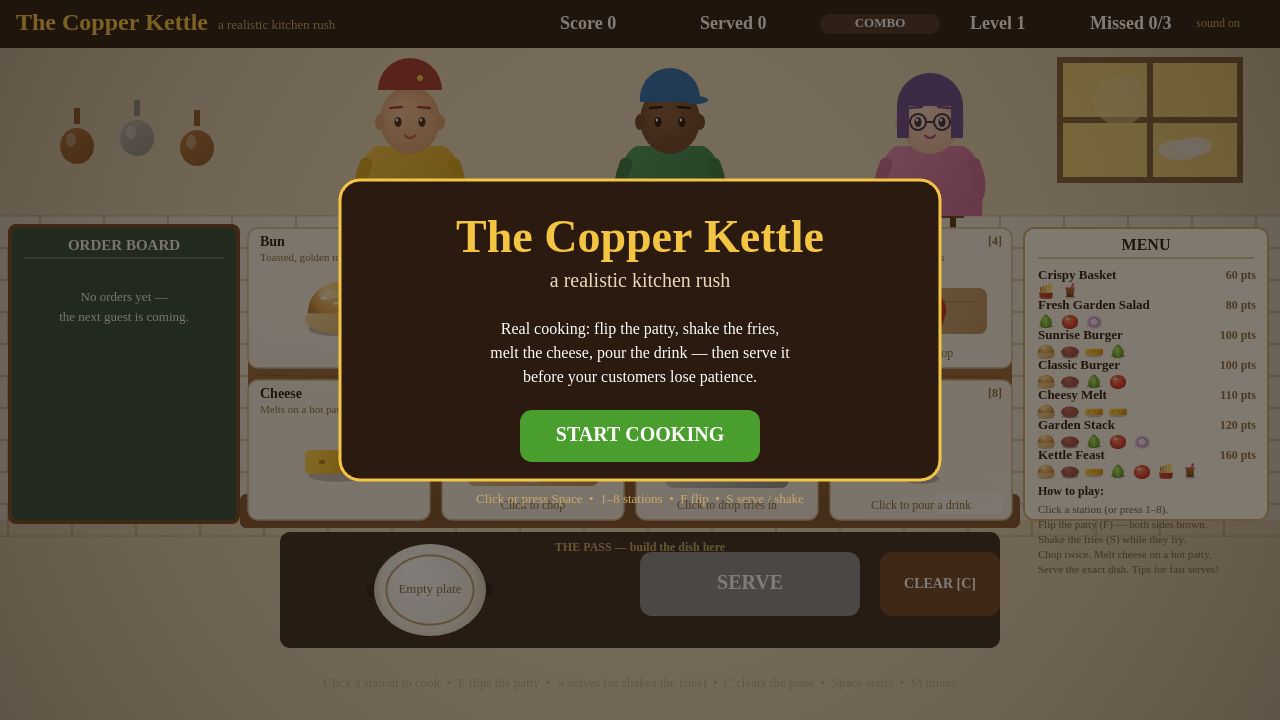 The Copper Kettle a realistic kitchen rush Score 0 Served 0 COMBO Level 1 Missed 0/3 sound on
ORDER BOARD
No orders yet —
the next guest is coming.
Bun
Toasted, golden
Cheese
Melts on a hot
[4]
[8]
The Copper Kettle
a realistic kitchen rush
Real cooking: flip the patty, shake the fries,
melt the cheese, pour the drink — then serve it
before your customers lose patience.
START COOKING
Click or press Space • 1–8 stations • F flip • S serve / shake
Click to chop
Click to drop fries in
Click to pour a drink
MENU
Crispy Basket 60 pts
Fresh Garden Salad 80 pts
Sunrise Burger 100 pts
Classic Burger 100 pts
Cheesy Melt 110 pts
Garden Stack 120 pts
Kettle Feast 160 pts
How to play:
Click a station (or press 1–8).
Flip the patty (F) — both sides brown.
Shake the fries (S) while they fry.
Chop twice. Melt cheese on a hot patty.
Serve the exact dish. Tips for fast serves!
THE PASS — build the dish here
Empty plate
SERVE
CLEAR [C]
Click a station to cook • F flips the patty • S serves (or shakes the fries) • C clears the plate • Space starts • M mutes